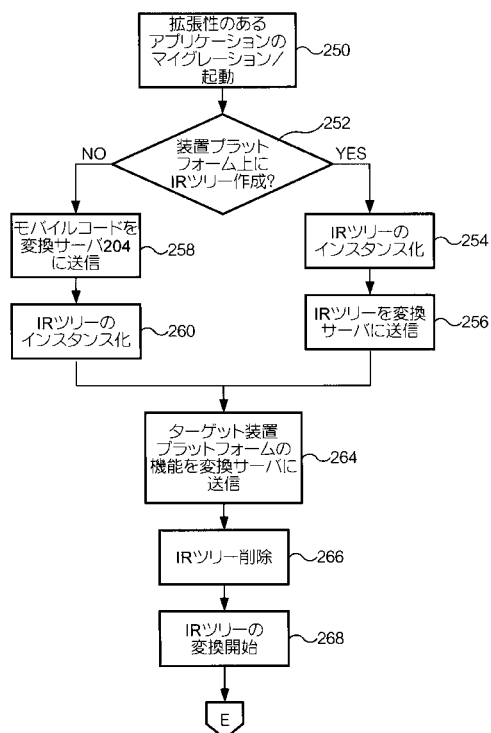 拡張性のある
アプリケーションの
マイグレーション/
起動
250
252
装置プラット
フォーム上に
IRツリー作成?
NO
YES
モバイルコードを
変換サーバ204
に送信
258
IRツリーの
インスタンス化
254
IRツリーの
インスタンス化
260
IRツリーを変換
サーバに送信
256
ターゲット装置
プラットフォームの
機能を変換サーバに
送信
264
IRツリー削除
266
IRツリーの
変換開始
268
E